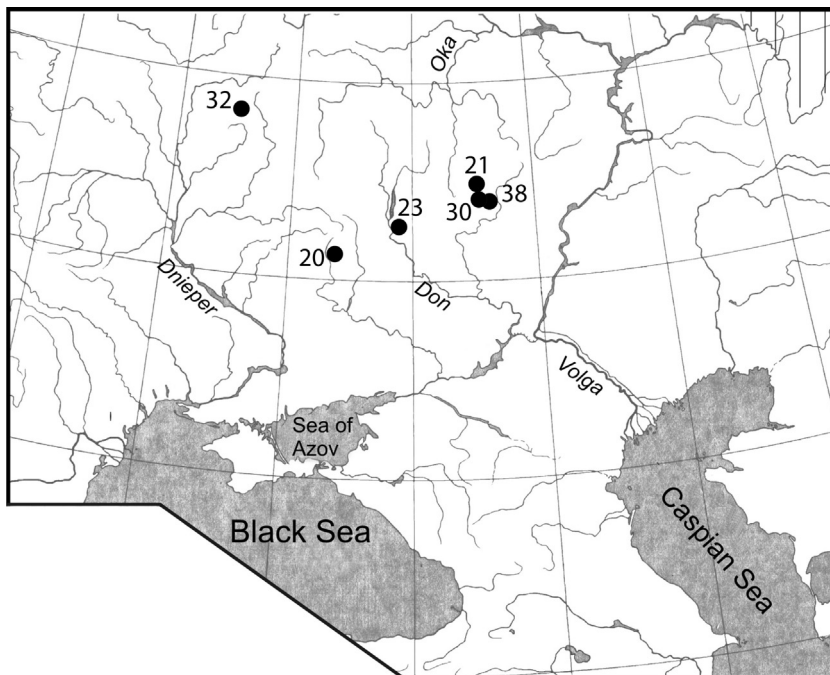 Oka
32
21
30
38
23
20
Dnieper
Don
Volga
Sea of
Azov
Black Sea
Caspian Sea